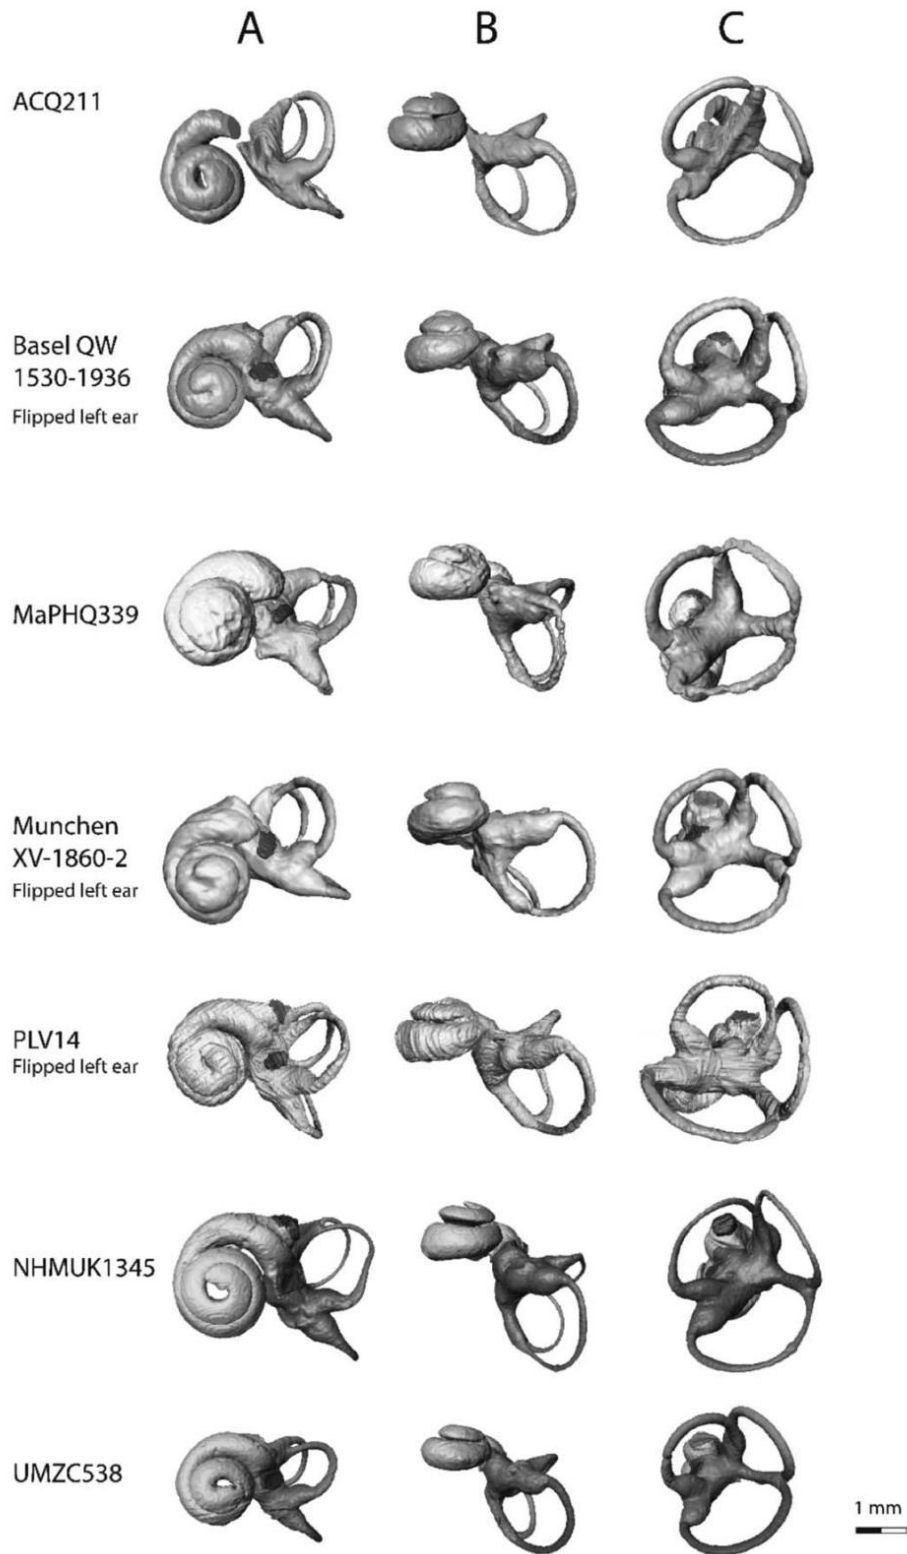 A B C
ACQ211
Basel QW
1530-1936
Flipped left ear
MaPHQ339
Munchen
XV-1860-2
Flipped left ear
PLV14
Flipped left ear
NHMUK1345
UMZC538
1 mm